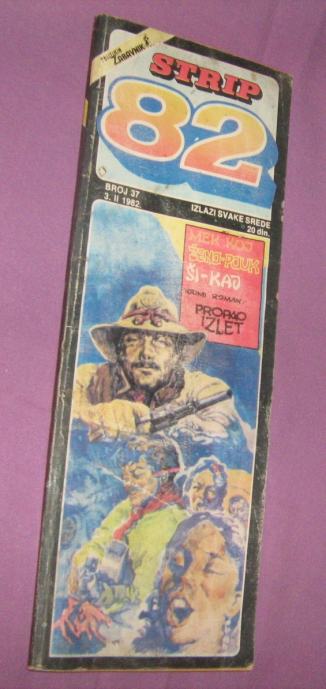 ZABAVNIK
STRIP
82
BROJ 37
3. II 1982.
IZLAZI SVAKE SREDE
20 din.
MEK KOJ
ŽENA-PAUK
ŠI-KAJ
ROMAN
PROPAO
IZLET